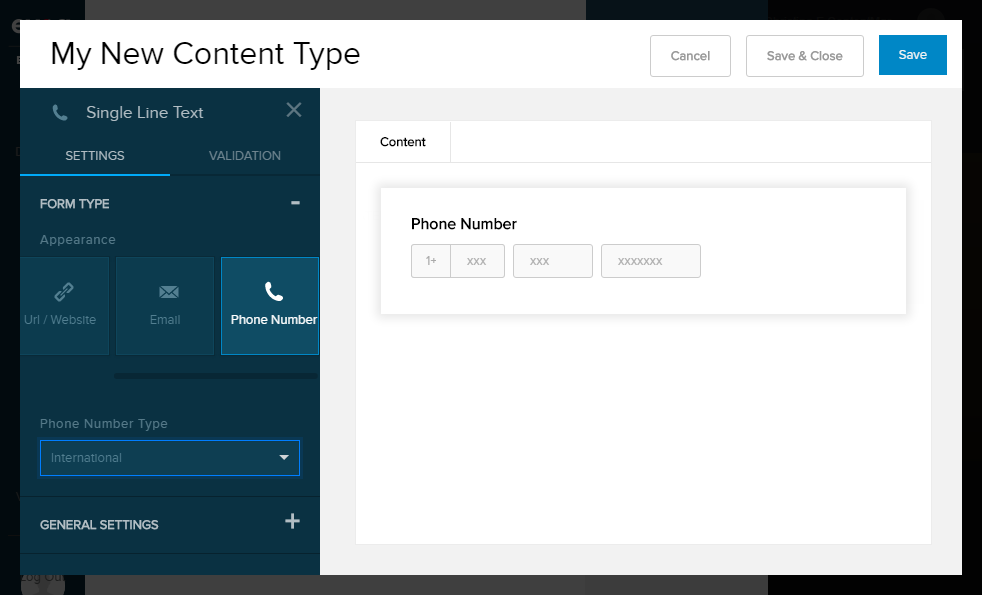 My New Content Type
Cancel
Save & Close
Save
Single Line Text
SETTINGS
VALIDATION
FORM TYPE
Appearance
Url / Website
Email
Phone Number
Phone Number Type
International
GENERAL SETTINGS
Content
Phone Number
1+
xxx
xxx
xxxxxxx